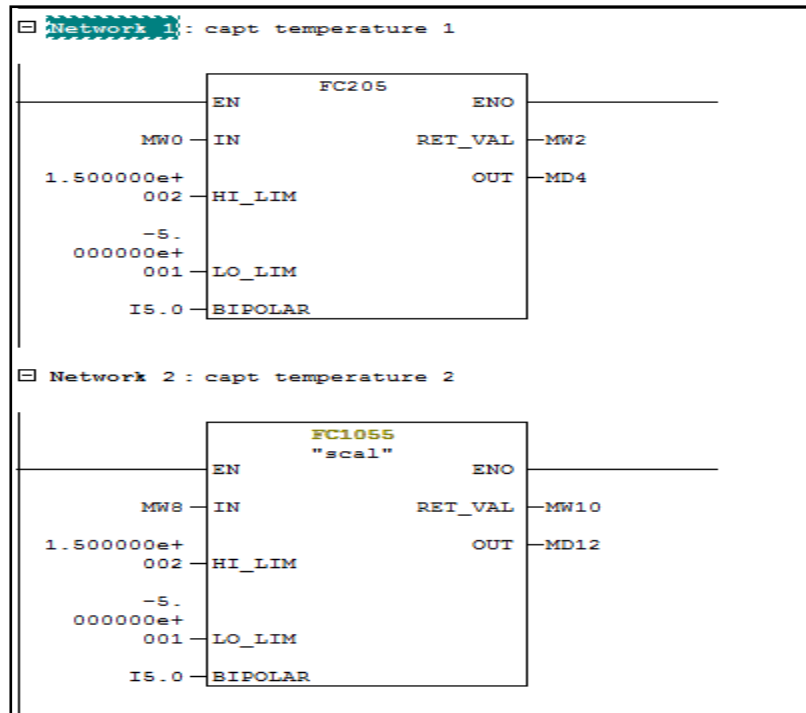 Network 1 : capt temperature 1
FC205
EN ENO
MW0 IN RET_VAL MW2
1.500000e+ OUT MD4
002 HI_LIM
-5.
000000e+
001 LO_LIM
I5.0 BIPOLAR
Network 2 : capt temperature 2
FC1055
"scal"
EN ENO
MW8 IN RET_VAL MW10
1.500000e+ OUT MD12
002 HI_LIM
-5.
000000e+
001 LO_LIM
I5.0 BIPOLAR